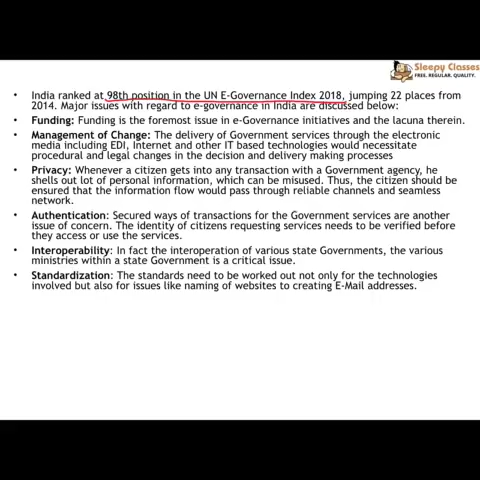 Sleepy Classes
FREE. REGULAR. QUALITY.
• India ranked at 98th position in the UN E-Governance Index 2018, jumping 22 places from
2014. Major issues with regard to e-governance in India are discussed below:
• Funding: Funding is the foremost issue in e-Governance initiatives and the lacuna therein.
• Management of Change: The delivery of Government services through the electronic
media including EDI, Internet and other IT based technologies would necessitate
procedural and legal changes in the decision and delivery making processes
• Privacy: Whenever a citizen gets into any transaction with a Government agency, he
shells out lot of personal information, which can be misused. Thus, the citizen should be
ensured that the information flow would pass through reliable channels and seamless
network.
• Authentication: Secured ways of transactions for the Government services are another
issue of concern. The identity of citizens requesting services needs to be verified before
they access or use the services.
• Interoperability: In fact the interoperation of various state Governments, the various
ministries within a state Government is a critical issue.
• Standardization: The standards need to be worked out not only for the technologies
involved but also for issues like naming of websites to creating E-Mail addresses.